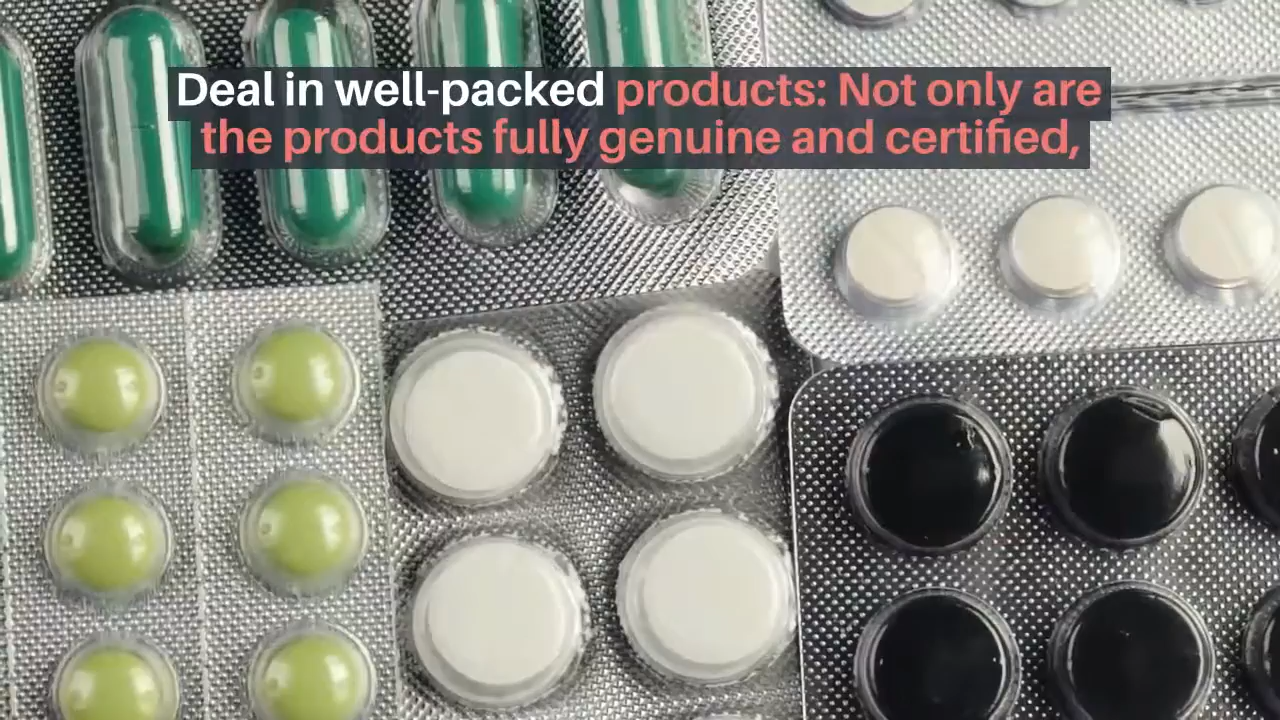 Deal in well-packed products: Not only are
the products fully genuine and certified,